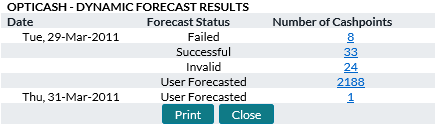 OPTICASH - DYNAMIC FORECAST RESULTS
Date Forecast Status Number of Cashpoints
Tue, 29-Mar-2011 Failed 8
Successful 33
Invalid 24
User Forecasted 2188
Thu, 31-Mar-2011 User Forecasted 1
Print Close